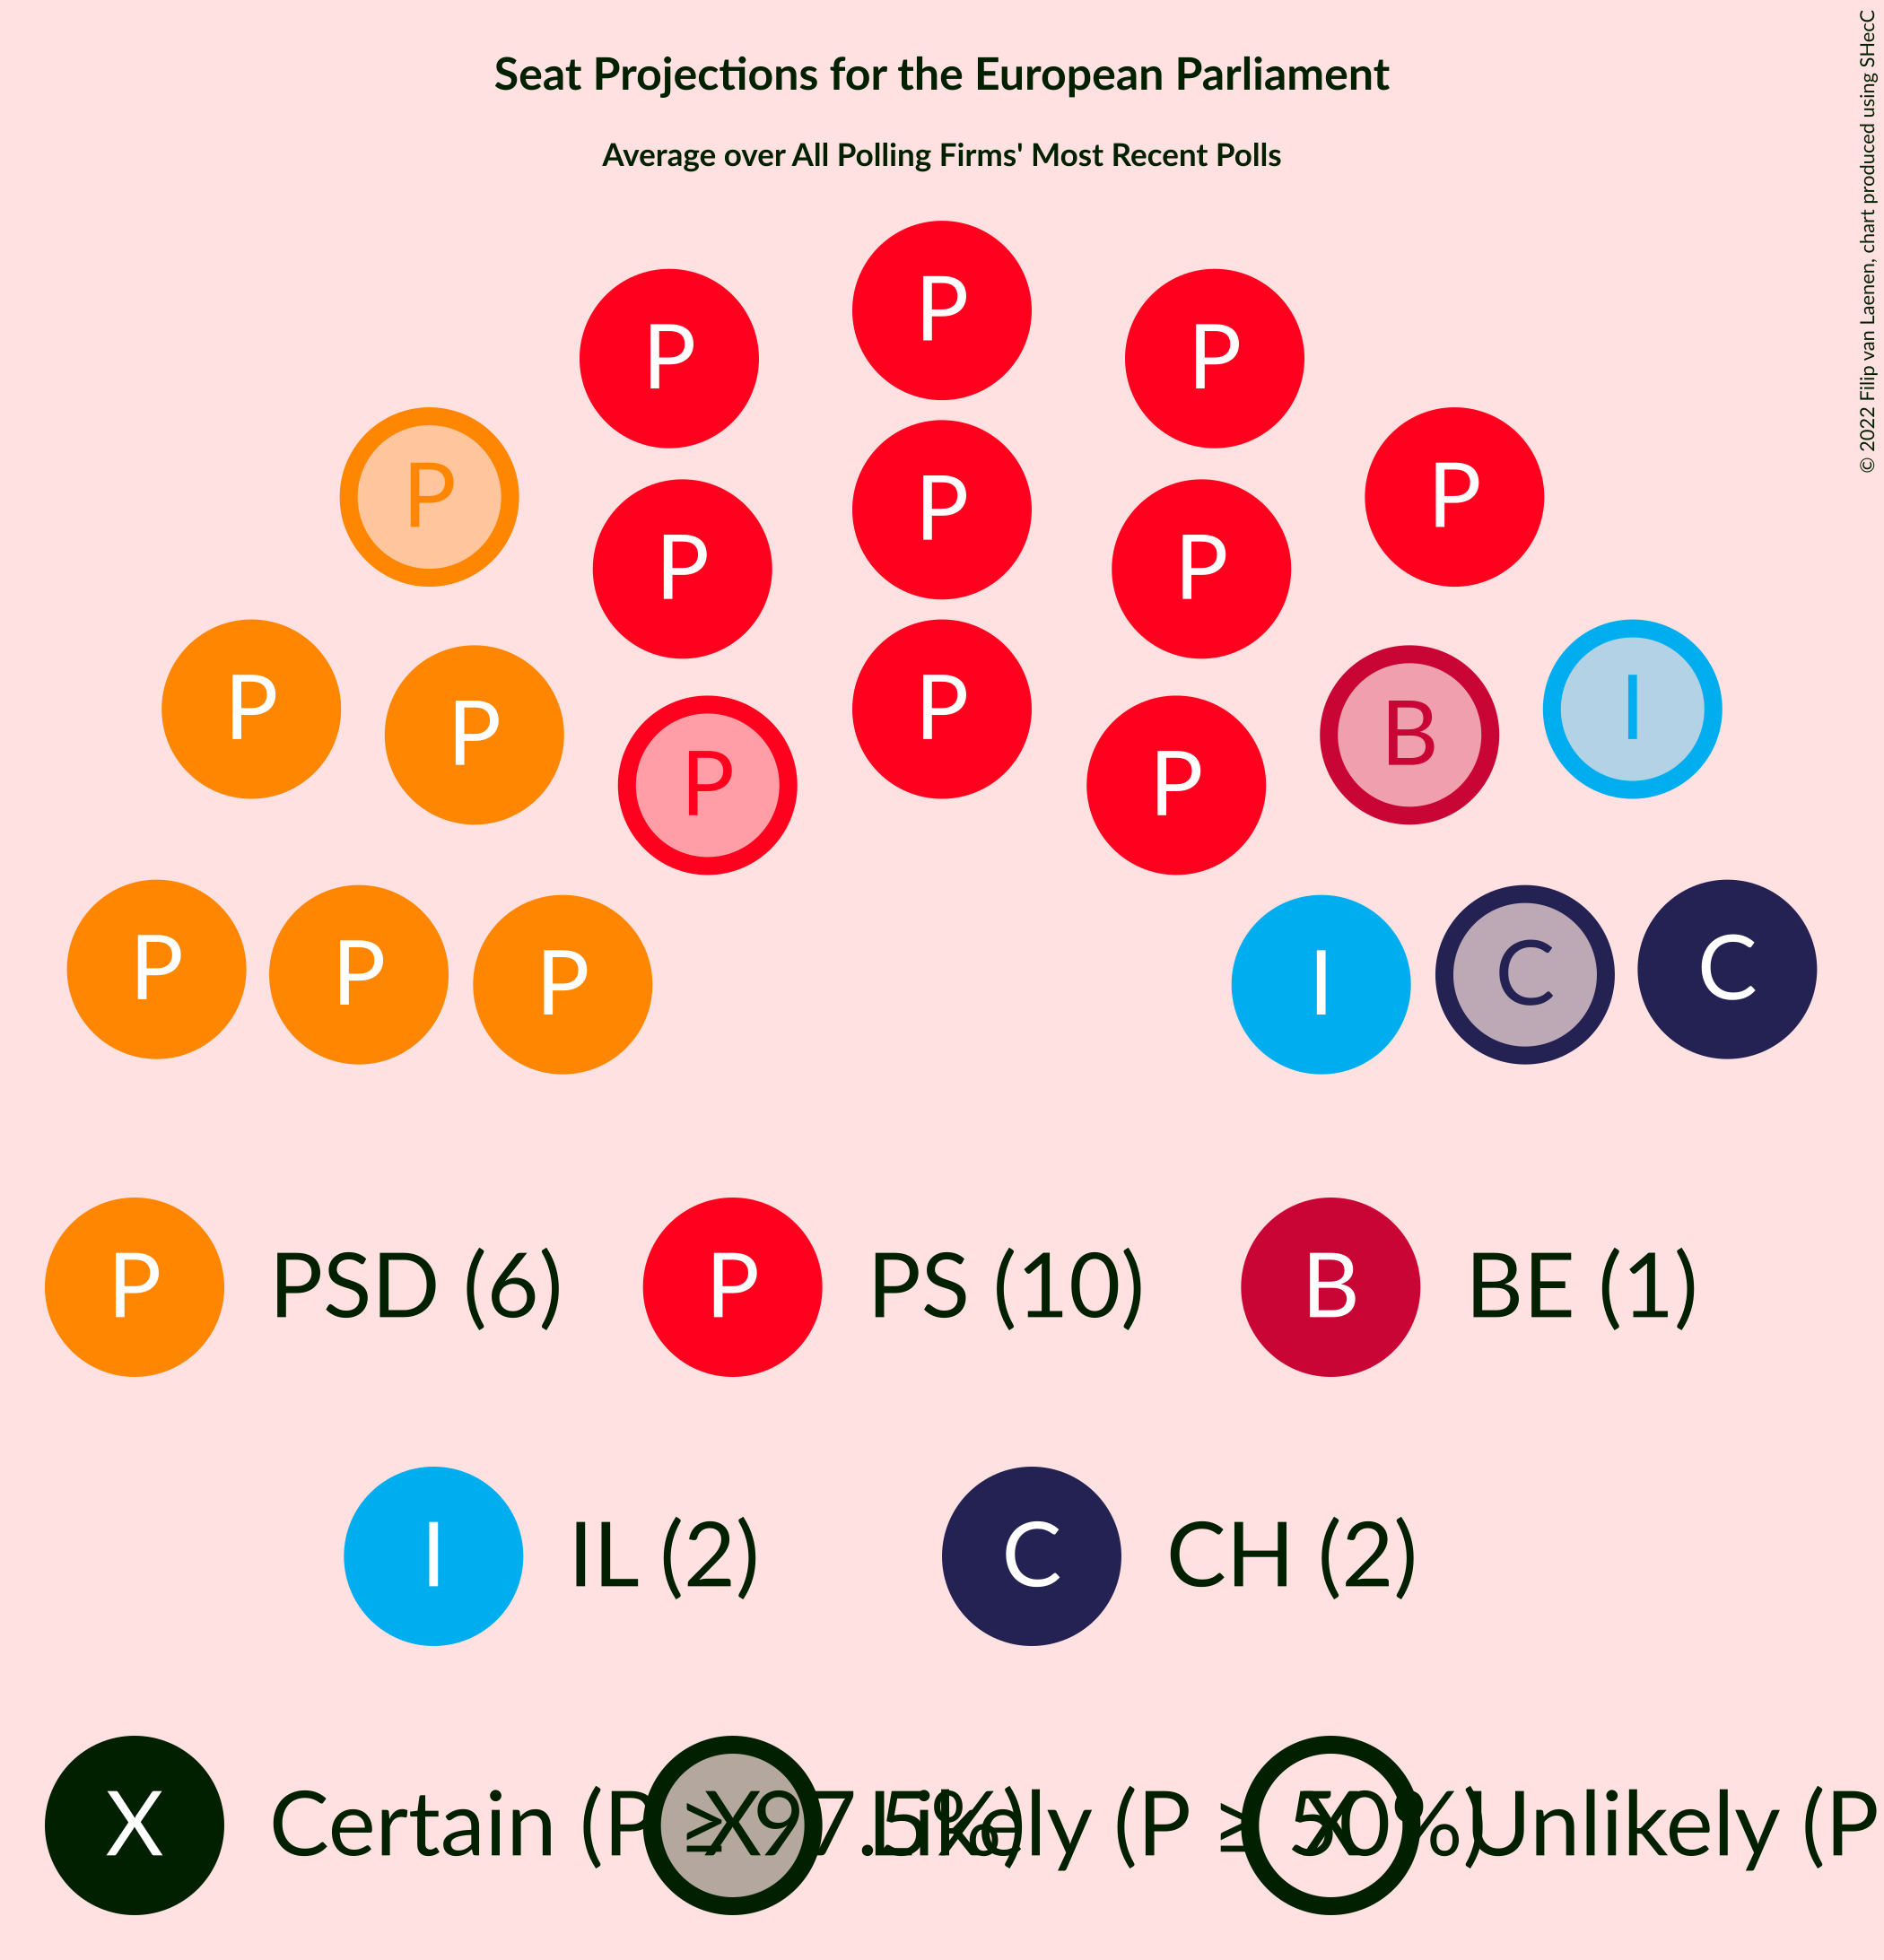 Seat Projections for the European Parliament
Average over All Polling Firms' Most Recent Polls
© 2022 Filip van Laenen, chart produced using SHecC
P
P P
P P
P
P P
P P
P P B I
P P
P P P I C C
P PSD (6) P PS (10) B BE (1)
I IL (2) C CH (2)
X Certain (P ≥ 97.5%) X Likely (P ≥ 50%) X Unlikely (P